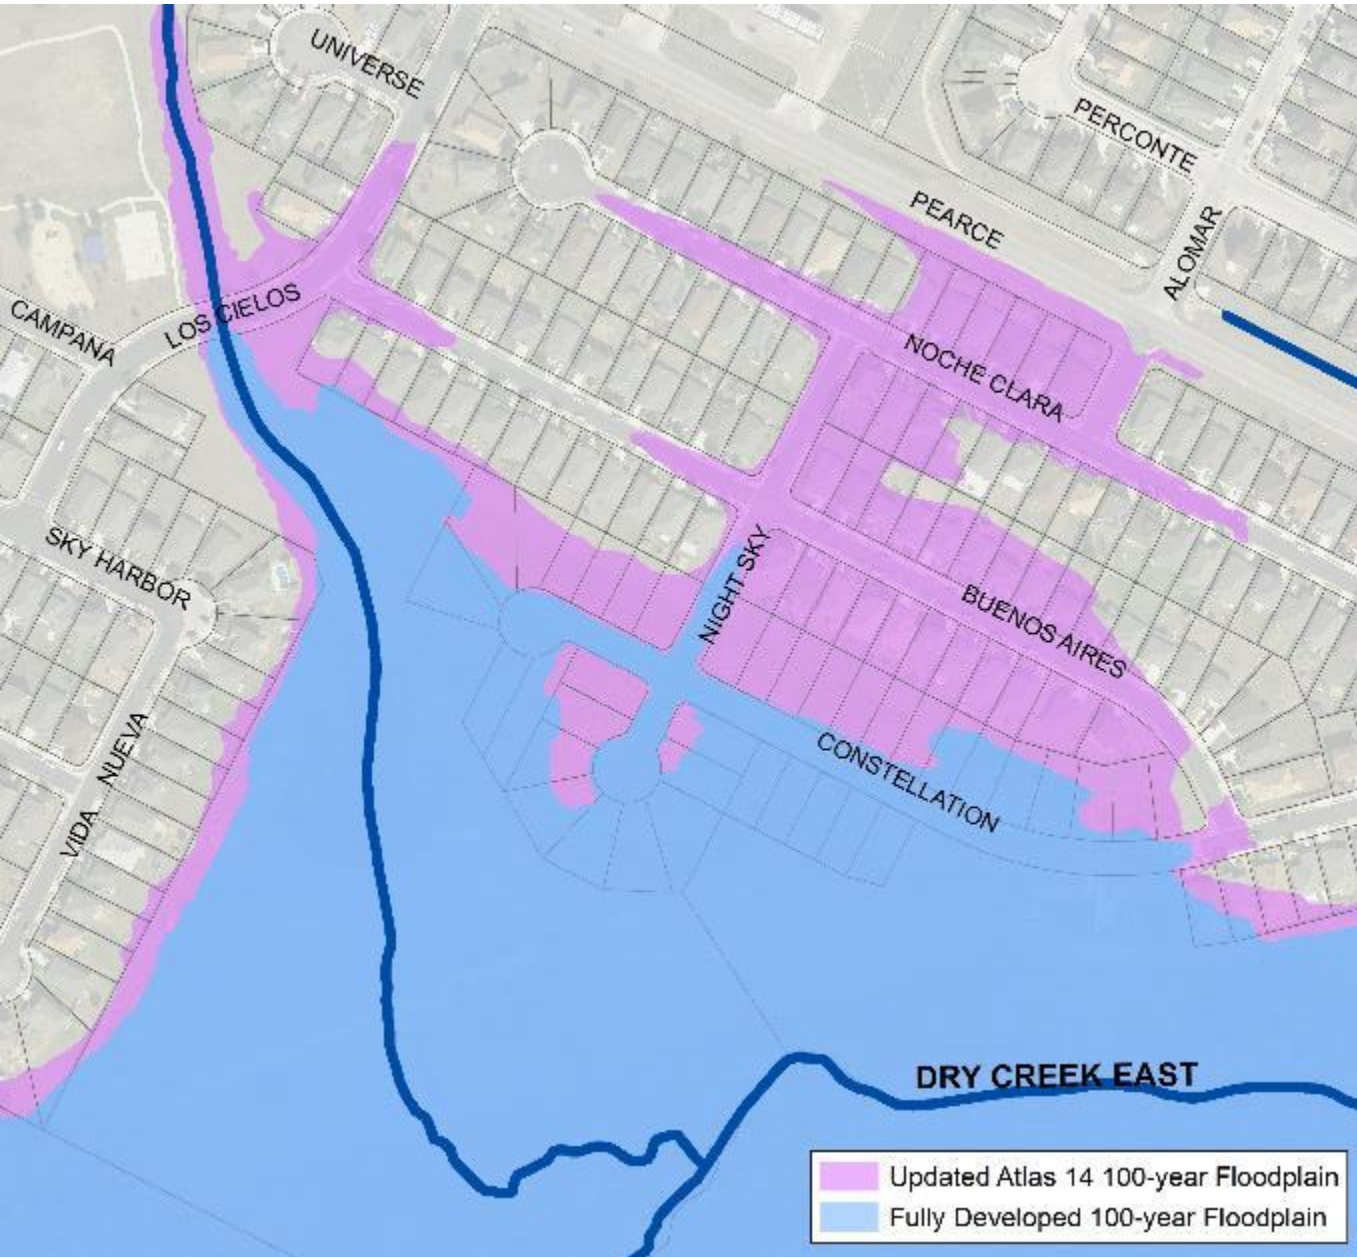 UNIVERSE
PERCONTE
PEARCE
ALOMAR
CAMPANA
LOS CIELOS
NOCHE CLARA
SKY HARBOR
NIGHT SKY
BUENOS AIRES
VIDA NUEVA
CONSTELLATION
DRY CREEK EAST
Updated Atlas 14 100-year Floodplain
Fully Developed 100-year Floodplain